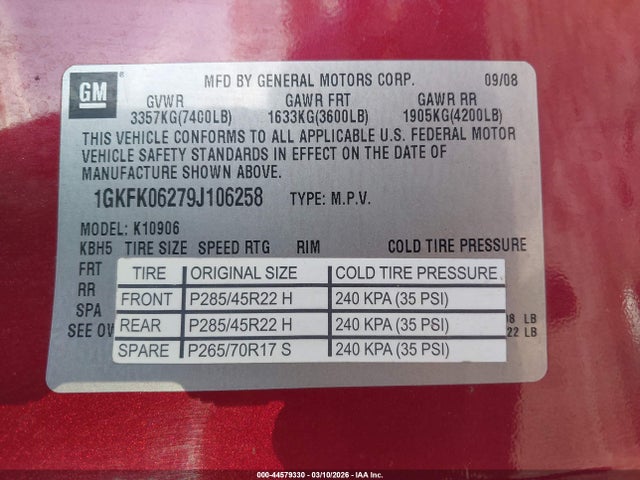 GM ®
MFD BY GENERAL MOTORS CORP. 09/08
GVWR GAWR FRT GAWR RR
3357KG(7400LB) 1633KG(3600LB) 1905KG(4200LB)
THIS VEHICLE CONFORMS TO ALL APPLICABLE U.S. FEDERAL MOTOR
VEHICLE SAFETY STANDARDS IN EFFECT ON THE DATE OF
MANUFACTURE SHOWN ABOVE.
1GKFK06279J106258 TYPE: M.P.V.
MODEL: K10906
KBH5 TIRE SIZE SPEED RTG RIM COLD TIRE PRESSURE
FRT
RR
SPA
SEE
TIRE ORIGINAL SIZE COLD TIRE PRESSURE
FRONT P285/45R22 H 240 KPA (35 PSI)
REAR P285/45R22 H 240 KPA (35 PSI)
SPARE P265/70R17 S 240 KPA (35 PSI)
LB
22 LB
000-44579330 - 03/10/2026 - IAA Inc.